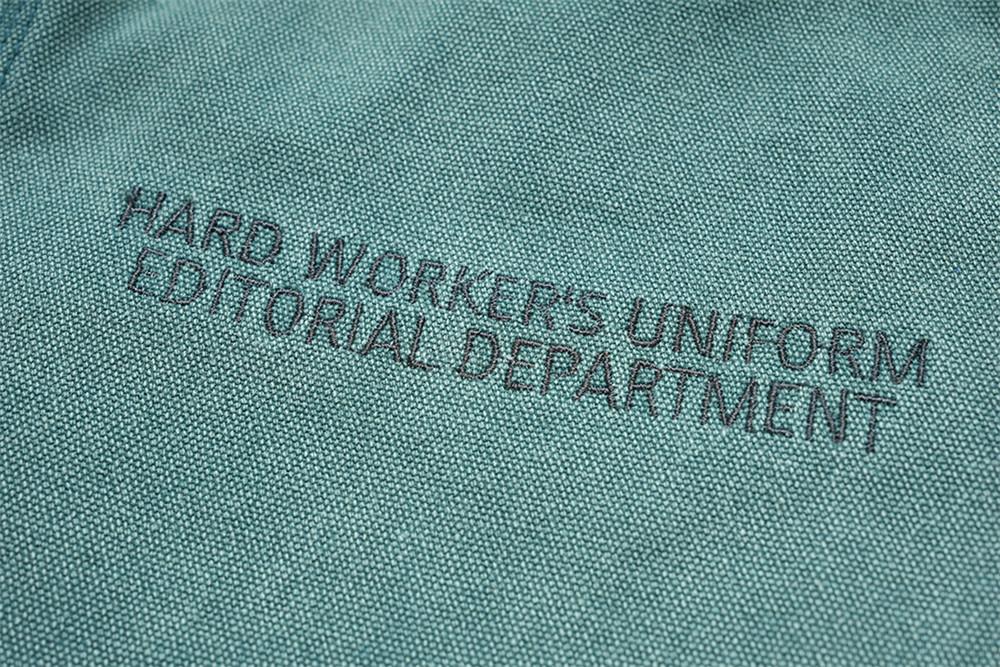 HARD WORKER'S UNIFORM
EDITORIAL DEPARTMENT